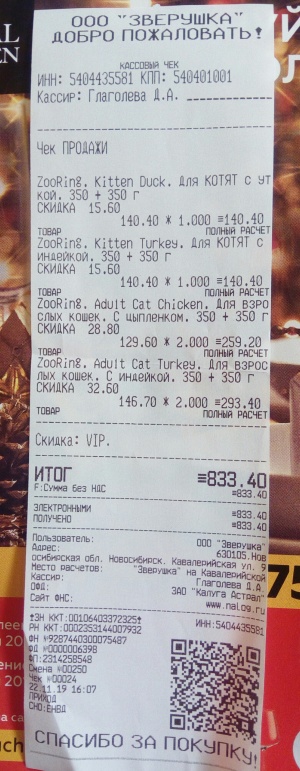 ООО "ЗВЕРУШКА"
ДОБРО ПОЖАЛОВАТЬ!
КАССОВЫЙ ЧЕК
ИНН: 5404435581 КПП: 540401001
Кассир: Глаголева Д.А.
Чек ПРОДАЖИ
ZooRing. Kitten Duck. Для КОТЯТ с ут
кой. 350 + 350 г
СКИДКА 15.60
140.40 * 1.000 ≡140.40
ТОВАР ПОЛНЫЙ РАСЧЕТ
ZooRing. Kitten Turkey. Для КОТЯТ с
индейкой. 350 + 350 г
СКИДКА 15.60
140.40 * 1.000 ≡140.40
ТОВАР ПОЛНЫЙ РАСЧЕТ
ZooRing. Adult Cat Chicken. Для взро
слых кошек. С цыпленком. 350 + 350 г
СКИДКА 28.80
129.60 * 2.000 ≡259.20
ТОВАР ПОЛНЫЙ РАСЧЕТ
ZooRing. Adult Cat Turkey. Для взрос
лых кошек. С индейкой. 350 + 350 г
СКИДКА 32.60
146.70 * 2.000 ≡293.40
ТОВАР ПОЛНЫЙ РАСЧЕТ
Скидка: VIP.
ИТОГ ≡833.40
F:Сумма без НДС ≡833.40
ЭЛЕКТРОННЫМИ ≡833.40
ПОЛУЧЕНО ≡833.40
Пользователь: ООО "Зверушка"
Адрес: 630105.Нов
осибирская обл. Новосибирск. Кавалерийская ул. 9
Место расчетов: "Зверушка" на Кавалерийской
Кассир: Глаголева Д.А.
ОФД: ЗАО "Калуга Астрал"
Сайт ФНС: www.nalog.ru
ЗН ККТ:00106403372325 ИНН:5404435581
РН ККТ:0002353144007932
ФН №9287440300075487
ФД №0000006398
ФП:2314258548
Смена №00250
Чек №00024
22.11.19 16:07
ПРИХОД
СНО:ЕНВД
СПАСИБО ЗА ПОКУПКУ!
75